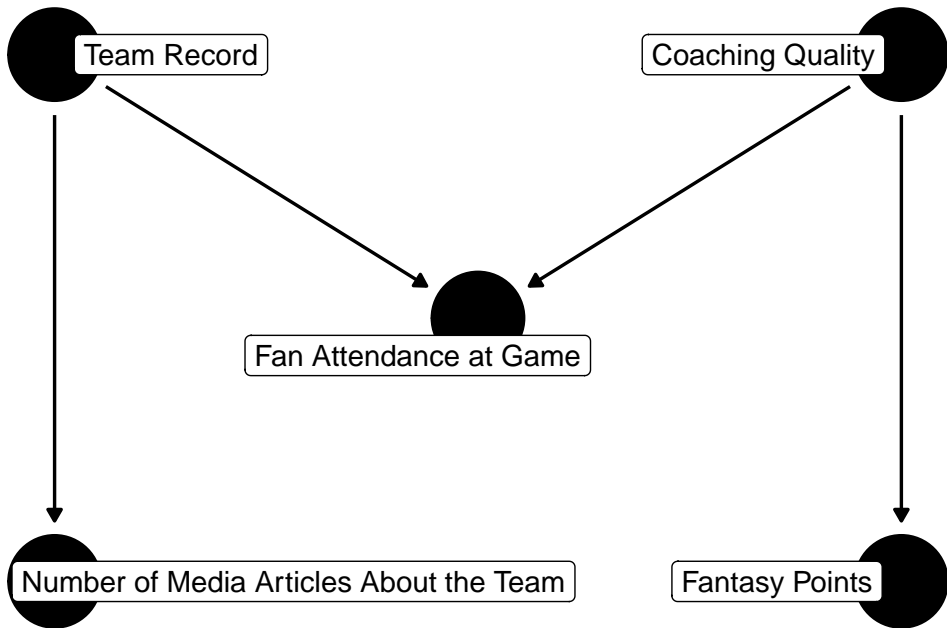 Team Record
Coaching Quality
Fan Attendance at Game
Number of Media Articles About the Team
Fantasy Points